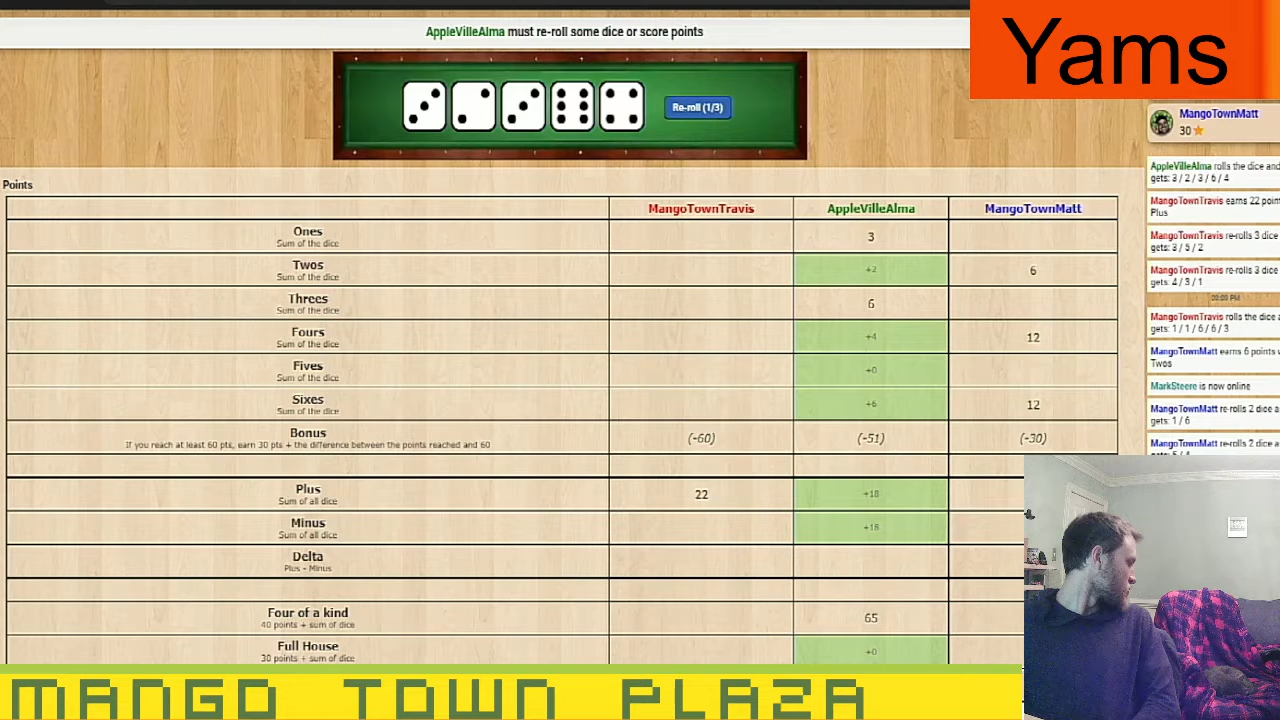 AppleVilleAlma must re-roll some dice or score points
Yams
Re-roll (1/3)
MangoTownMatt
30
Points
AppleVilleAlma rolls the dice and
gets: 3 / 2 / 3 / 6 / 4
MangoTownTravis earns 22 poin
Plus
MangoTownTravis re-rolls 3 dice
gets: 3 / 5 / 2
MangoTownTravis re-rolls 3 dice
gets: 4 / 3 / 1
MangoTownTravis rolls the dice a
gets: 1 / 1 / 6 / 6 / 3
MangoTownMatt earns 6 points
Twos
MarkSteere is now online
MangoTownMatt re-rolls 2 dice a
gets: 1 / 6
MangoTownMatt re-rolls 2 dice a
MangoTownTravis AppleVilleAlma MangoTownMatt
Ones
Sum of the dice
3
Twos
Sum of the dice
+2 6
Threes
Sum of the dice
6
Fours
Sum of the dice
+4 12
Fives
Sum of the dice
+0
Sixes
Sum of the dice
+6 12
Bonus
If you reach at least 60 pts, earn 30 pts + the difference between the points reached and 60
(-60) (-51) (-30)
Plus
Sum of all dice
22 +18
Minus
Sum of all dice
+18
Delta
Plus - Minus
Four of a kind
40 points + sum of dice
65
Full House
30 points + sum of dice
+0
MANGO TOWN PLAZA